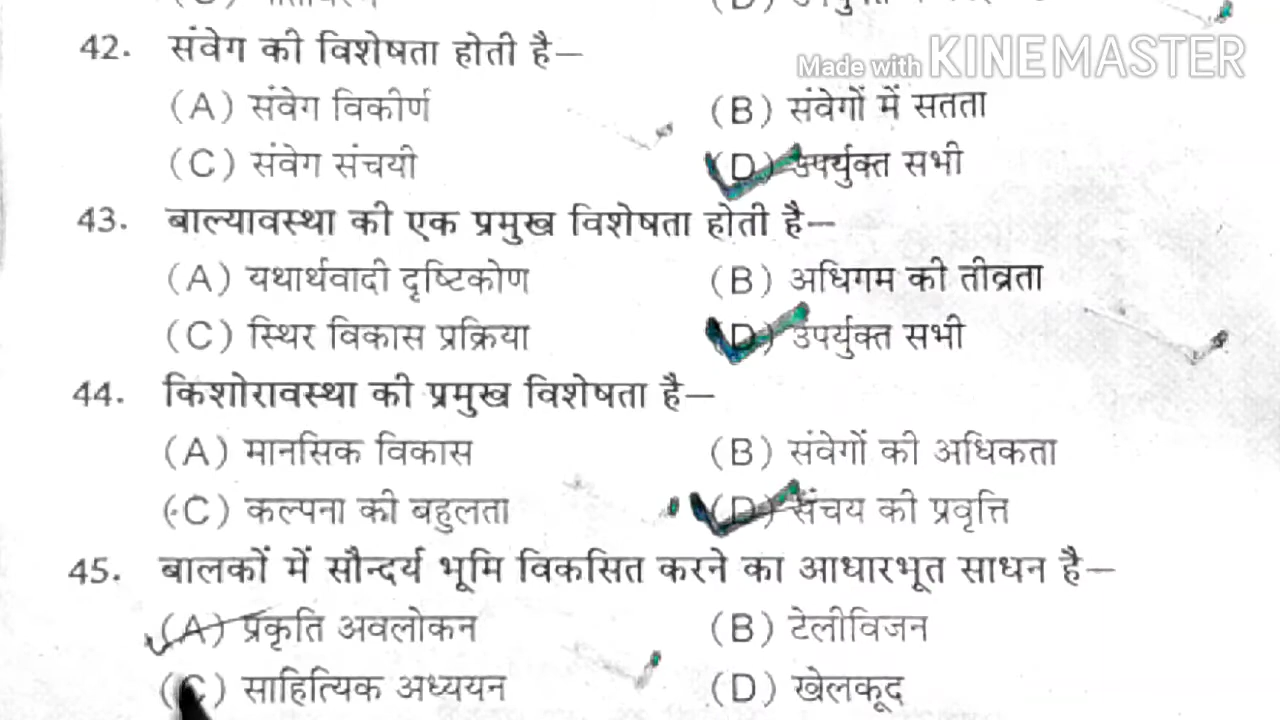 42. संवेग की विशेषता होती है—
Made with KINEMASTER
(A) संवेग विकीर्ण (B) संवेगों में सतता
(C) संवेग संचयी (D) उपर्युक्त सभी
43. बाल्यावस्था की एक प्रमुख विशेषता होती है—
(A) यथार्थवादी दृष्टिकोण (B) अधिगम की तीव्रता
(C) स्थिर विकास प्रक्रिया (D) उपर्युक्त सभी
44. किशोरावस्था की प्रमुख विशेषता है—
(A) मानसिक विकास (B) संवेगों की अधिकता
(C) कल्पना की बहुलता (D) संचय की प्रवृत्ति
45. बालकों में सौन्दर्य भूमि विकसित करने का आधारभूत साधन है—
(A) प्रकृति अवलोकन (B) टेलीविजन
(C) साहित्यिक अध्ययन (D) खेलकूद